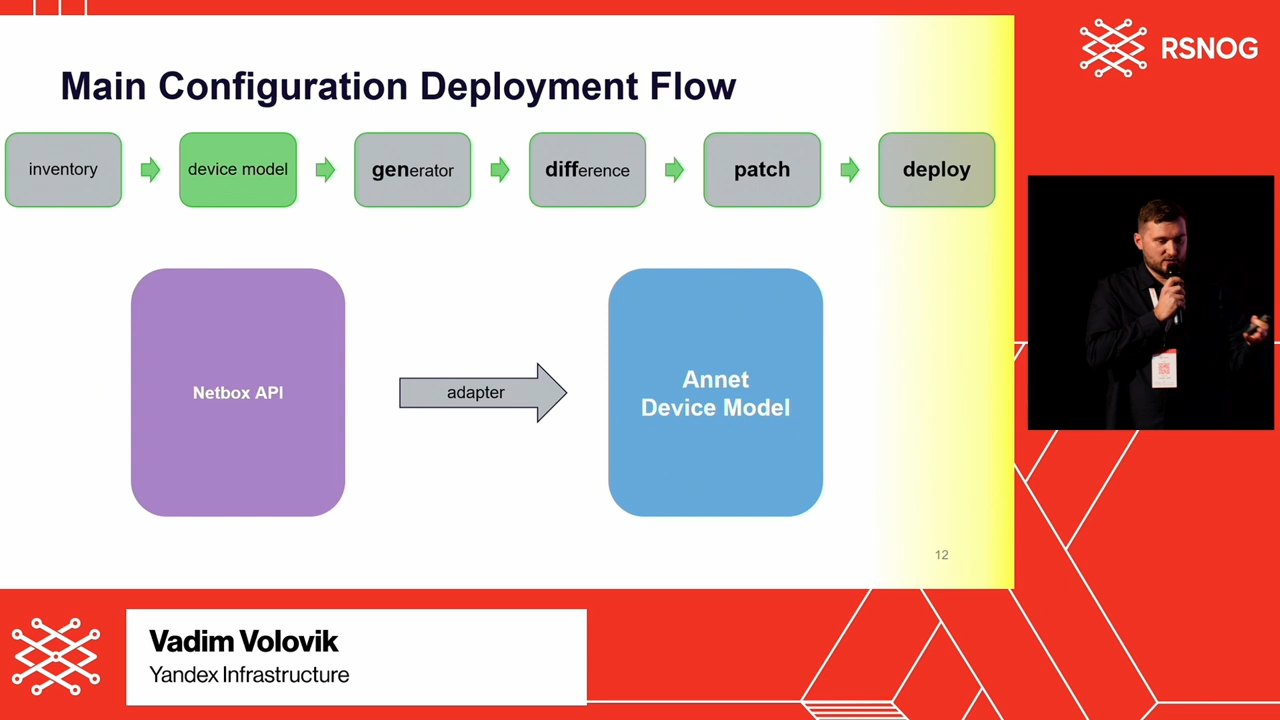 RSNOG
Main Configuration Deployment Flow
inventory
device model
generator
difference
patch
deploy
Netbox API
adapter
Annet
Device Model
12
Vadim Volovik
Yandex Infrastructure